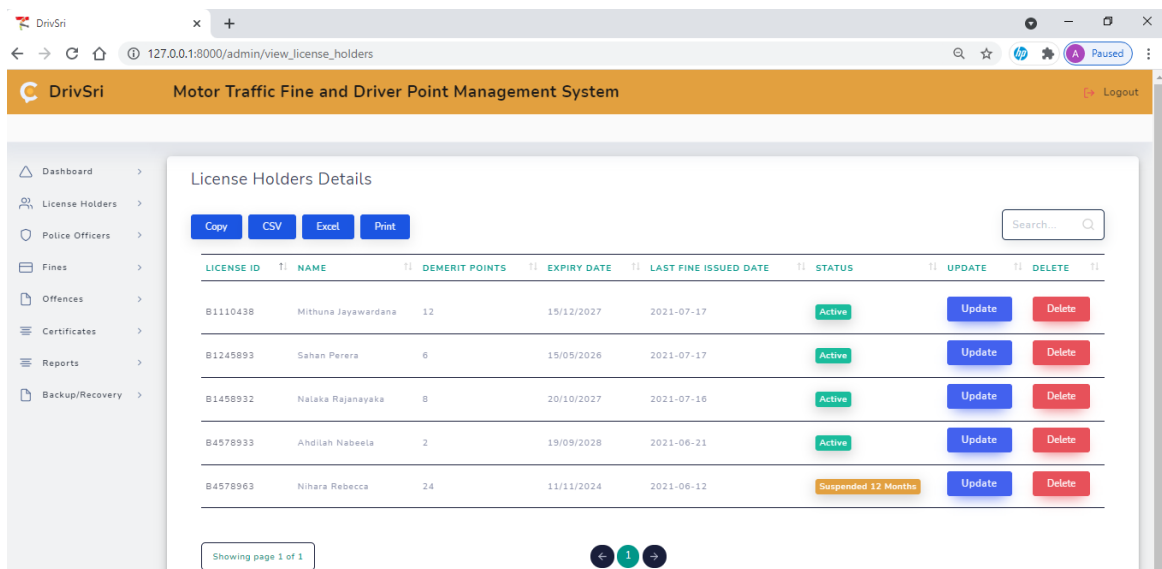 DrivSri
127.0.0.1:8000/admin/view_license_holders
A Paused
DrivSri Motor Traffic Fine and Driver Point Management System Logout
Dashboard
License Holders
Police Officers
Fines
Offences
Certificates
Reports
Backup/Recovery
License Holders Details
Copy CSV Excel Print Search...
LICENSE ID NAME DEMERIT POINTS EXPIRY DATE LAST FINE ISSUED DATE STATUS UPDATE DELETE
B1110438 Mithuna Jayawardana 12 15/12/2027 2021-07-17 Active Update Delete
B1245893 Sahan Perera 6 15/05/2026 2021-07-17 Active Update Delete
B1458932 Nalaka Rajanayaka 8 20/10/2027 2021-07-16 Active Update Delete
B4578933 Ahdilah Nabeela 2 19/09/2028 2021-06-21 Active Update Delete
B4578963 Nihara Rebecca 24 11/11/2024 2021-06-12 Suspended 12 Months Update Delete
Showing page 1 of 1 1